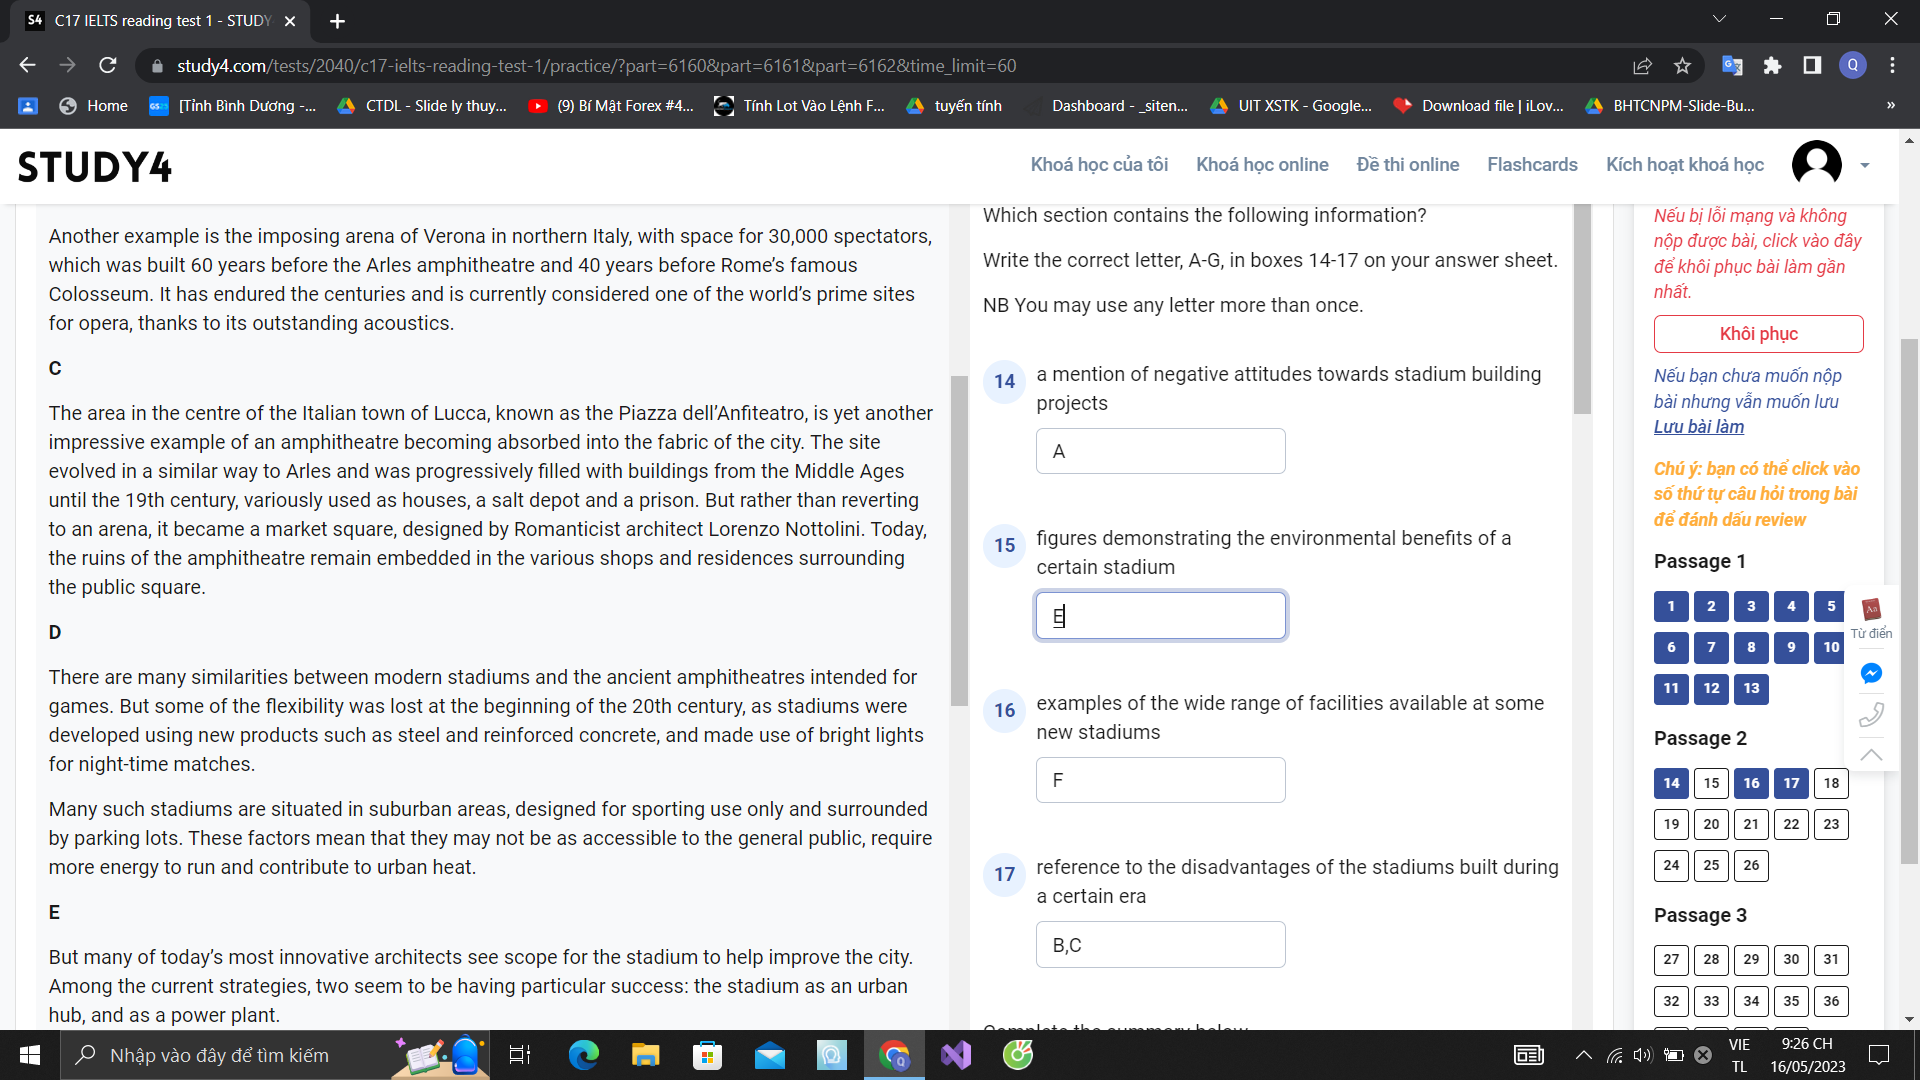 S4 C17 IELTS reading test 1 - STUDY
study4.com/tests/2040/c17-ielts-reading-test-1/practice/?part=6160&part=6161&part=6162&time_limit=60
Q
Home
GS25 [Tỉnh Bình Dương -...
CTDL - Slide ly thuy...
(9) Bí Mật Forex #4...
Tính Lot Vào Lệnh F...
tuyến tính
Dashboard - _siten...
UIT XSTK - Google...
Download file | iLov...
BHTCNPM-Slide-Bu...
»
STUDY4
Khoá học của tôi
Khoá học online
Đề thi online
Flashcards
Kích hoạt khoá học
Another example is the imposing arena of Verona in northern Italy, with space for 30,000 spectators,
which was built 60 years before the Arles amphitheatre and 40 years before Rome’s famous
Colosseum. It has endured the centuries and is currently considered one of the world’s prime sites
for opera, thanks to its outstanding acoustics.
C
The area in the centre of the Italian town of Lucca, known as the Piazza dell’Anfiteatro, is yet another
impressive example of an amphitheatre becoming absorbed into the fabric of the city. The site
evolved in a similar way to Arles and was progressively filled with buildings from the Middle Ages
until the 19th century, variously used as houses, a salt depot and a prison. But rather than reverting
to an arena, it became a market square, designed by Romanticist architect Lorenzo Nottolini. Today,
the ruins of the amphitheatre remain embedded in the various shops and residences surrounding
the public square.
D
There are many similarities between modern stadiums and the ancient amphitheatres intended for
games. But some of the flexibility was lost at the beginning of the 20th century, as stadiums were
developed using new products such as steel and reinforced concrete, and made use of bright lights
for night-time matches.
Many such stadiums are situated in suburban areas, designed for sporting use only and surrounded
by parking lots. These factors mean that they may not be as accessible to the general public, require
more energy to run and contribute to urban heat.
E
But many of today’s most innovative architects see scope for the stadium to help improve the city.
Among the current strategies, two seem to be having particular success: the stadium as an urban
hub, and as a power plant.
Which section contains the following information?
Write the correct letter, A-G, in boxes 14-17 on your answer sheet.
NB You may use any letter more than once.
14 a mention of negative attitudes towards stadium building
projects
A
15 figures demonstrating the environmental benefits of a
certain stadium
E
16 examples of the wide range of facilities available at some
new stadiums
F
17 reference to the disadvantages of the stadiums built during
a certain era
B,C
Complete the summary below
Nếu bị lỗi mạng và không
nộp được bài, click vào đây
để khôi phục bài làm gần
nhất.
Khôi phục
Nếu bạn chưa muốn nộp
bài nhưng vẫn muốn lưu
Lưu bài làm
Chú ý: bạn có thể click vào
số thứ tự câu hỏi trong bài
để đánh dấu review
Passage 1
1 2 3 4 5
6 7 8 9 10
11 12 13
Passage 2
14 15 16 17 18
19 20 21 22 23
24 25 26
Passage 3
27 28 29 30 31
32 33 34 35 36
Từ điển
Nhập vào đây để tìm kiếm
VIE
TL
9:26 CH
16/05/2023